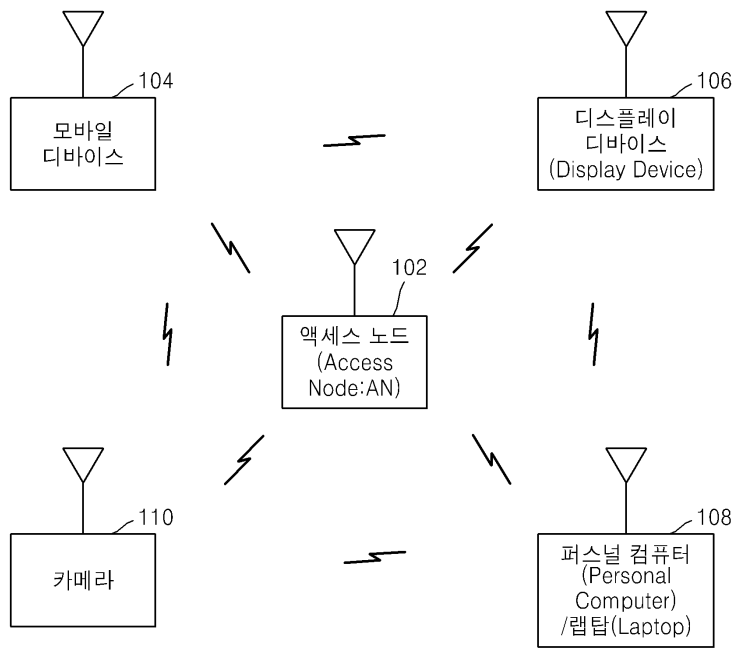 104
모바일
디바이스
106
디스플레이
디바이스
(Display Device)
102
액세스 노드
(Access
Node:AN)
110
카메라
108
퍼스널 컴퓨터
(Personal
Computer)
/랩탑(Laptop)